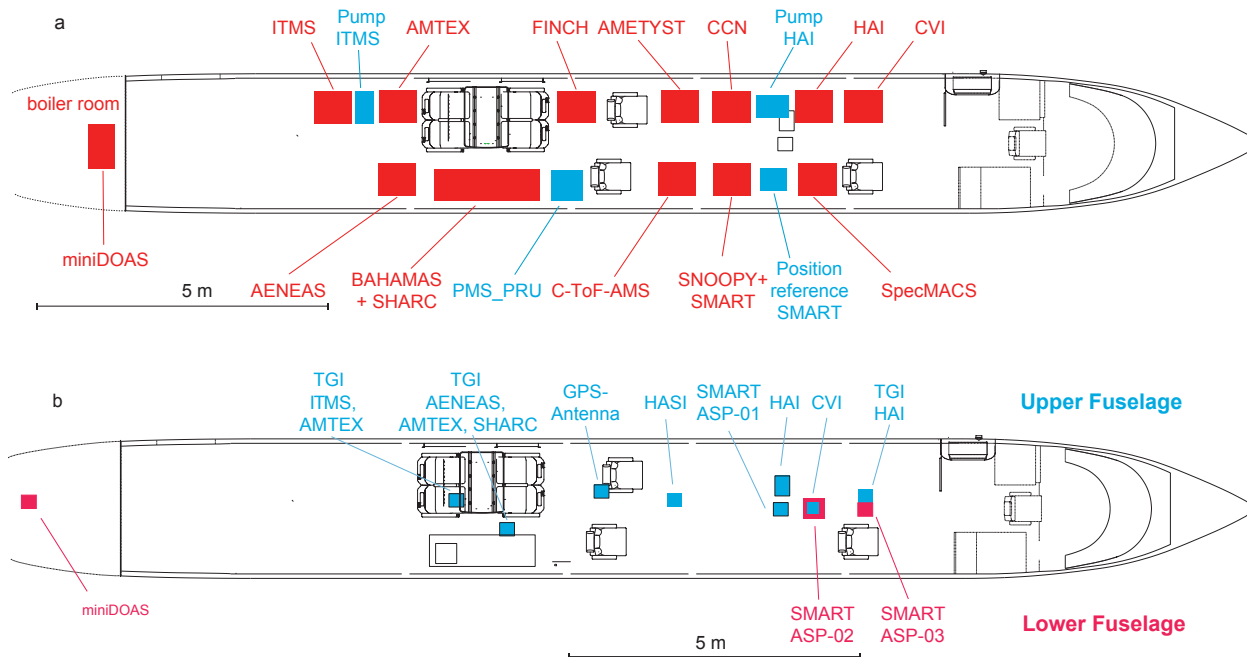 a
ITMS
Pump
ITMS
AMTEX
FINCH
AMETYST
CCN
Pump
HAI
HAI
CVI
boiler room
miniDOAS
AENEAS
BAHAMAS
+ SHARC
PMS_PRU
C-ToF-AMS
SNOOPY+
SMART
Position
reference
SMART
SpecMACS
5 m
b
TGI
ITMS,
AMTEX
TGI
AENEAS,
AMTEX, SHARC
GPS-
Antenna
HASI
SMART
ASP-01
HAI
CVI
TGI
HAI
Upper Fuselage
miniDOAS
SMART
ASP-02
SMART
ASP-03
Lower Fuselage
5 m